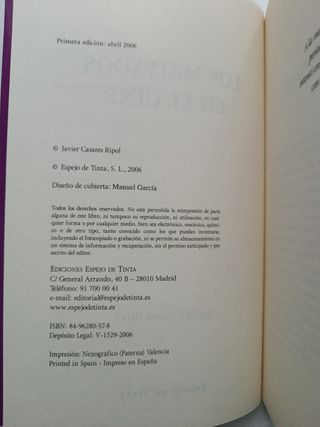 Primera edición: abril 2006
© Javier Casares Ripol
© Espejo de Tinta, S. L., 2006
Diseño de cubierta: Manuel García
Todos los derechos reservados. No está permitida la reimpresión de parte
alguna de este libro, ni tampoco su reproducción, ni utilización, en cual-
quier forma o por cualquier medio, bien sea electrónico, mecánico, quími-
co o de otro tipo, tanto conocido como los que puedan inventarse,
incluyendo el fotocopiado o grabación, ni se permite su almacenamiento en
un sistema de información y recuperación, sin el permiso anticipado y por
escrito del editor.
EDICIONES ESPEJO DE TINTA
C/ General Arrando, 40 B – 28010 Madrid
Teléfono: 91 700 00 41
e-mail: editorial@espejodetinta.es
www.espejodetinta.es
ISBN: 84-96280-57-8
Depósito Legal: V-1529-2006
Impresión: Nexográfico (Paterna) Valencia
Printed in Spain - Impreso en España
LOS MALVADOS
EN EL CINE